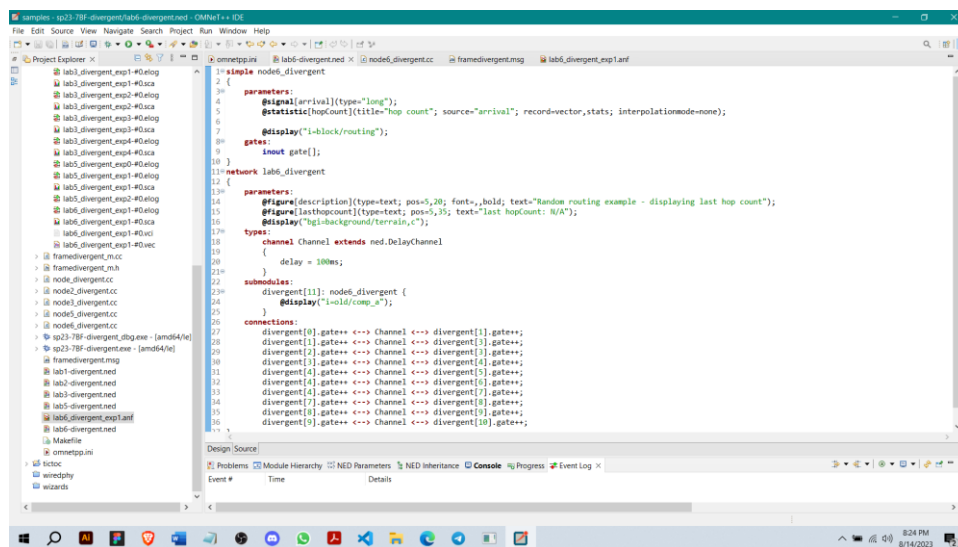 samples - sp23-7BF-divergent/lab6-divergent.ned - OMNeT++ IDE
File Edit Source View Navigate Search Project Run Window Help
Project Explorer
omnetpp.ini lab6-divergent.ned node6_divergent.cc framedivergent.msg lab6_divergent_exp1.anf
lab3_divergent_exp1-#0.elog
lab3_divergent_exp1-#0.sca
lab3_divergent_exp2-#0.elog
lab3_divergent_exp2-#0.sca
lab3_divergent_exp3-#0.elog
lab3_divergent_exp3-#0.sca
lab3_divergent_exp4-#0.elog
lab3_divergent_exp4-#0.sca
lab5_divergent_exp0-#0.elog
lab5_divergent_exp1-#0.elog
lab5_divergent_exp1-#0.sca
lab5_divergent_exp2-#0.elog
lab6_divergent_exp1-#0.elog
lab6_divergent_exp1-#0.sca
lab6_divergent_exp1-#0.vci
lab6_divergent_exp1-#0.vec
framedivergent_m.cc
framedivergent_m.h
node_divergent.cc
node2_divergent.cc
node3_divergent.cc
node5_divergent.cc
node6_divergent.cc
sp23-7BF-divergent_dbg.exe - [amd64/le]
sp23-7BF-divergent.exe - [amd64/le]
framedivergent.msg
lab1-divergent.ned
lab2-divergent.ned
lab3-divergent.ned
lab5-divergent.ned
lab6_divergent_exp1.anf
lab6-divergent.ned
Makefile
omnetpp.ini
tictoc
wiredphy
wizards
1 simple node6_divergent
2 {
3 parameters:
4 @signal[arrival](type="long");
5 @statistic[hopCount](title="hop count"; source="arrival"; record=vector,stats; interpolationmode=none);
6
7 @display("i=block/routing");
8 gates:
9 inout gate[];
10 }
11 network lab6_divergent
12 {
13 parameters:
14 @figure[description](type=text; pos=5,20; font=,,bold; text="Random routing example - displaying last hop count");
15 @figure[lasthopcount](type=text; pos=5,35; text="last hopCount: N/A");
16 @display("bgi=background/terrain,c");
17 types:
18 channel Channel extends ned.DelayChannel
19 {
20 delay = 100ms;
21 }
22 submodules:
23 divergent[11]: node6_divergent {
24 @display("i=old/comp_a");
25 }
26 connections:
27 divergent[0].gate++ <--> Channel <--> divergent[1].gate++;
28 divergent[1].gate++ <--> Channel <--> divergent[3].gate++;
29 divergent[2].gate++ <--> Channel <--> divergent[3].gate++;
30 divergent[3].gate++ <--> Channel <--> divergent[4].gate++;
31 divergent[4].gate++ <--> Channel <--> divergent[5].gate++;
32 divergent[4].gate++ <--> Channel <--> divergent[6].gate++;
33 divergent[4].gate++ <--> Channel <--> divergent[7].gate++;
34 divergent[7].gate++ <--> Channel <--> divergent[8].gate++;
35 divergent[8].gate++ <--> Channel <--> divergent[9].gate++;
36 divergent[9].gate++ <--> Channel <--> divergent[10].gate++;
Design Source
Problems Module Hierarchy NED Parameters NED Inheritance Console Progress Event Log
Event # Time Details
8:24 PM
8/14/2023